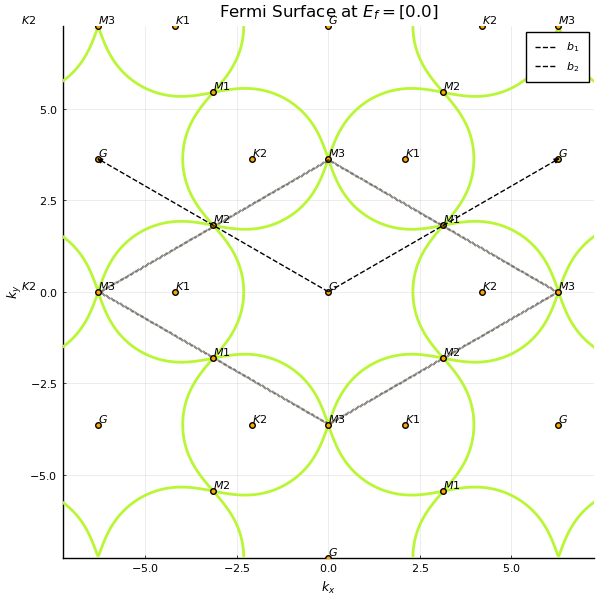 Fermi Surface at E_f = [0.0]
K2 M3 K1 G K2 M3
b₁
b₂
M1 M2
5.0
G K2 M3 K1 G
2.5
M2 M1
K2 M3 K1 G K2 M3
0.0
k_y
M1 M2
−2.5
G K2 M3 K1 G
−5.0
M2 M1
G
−5.0 −2.5 0.0 2.5 5.0
k_x